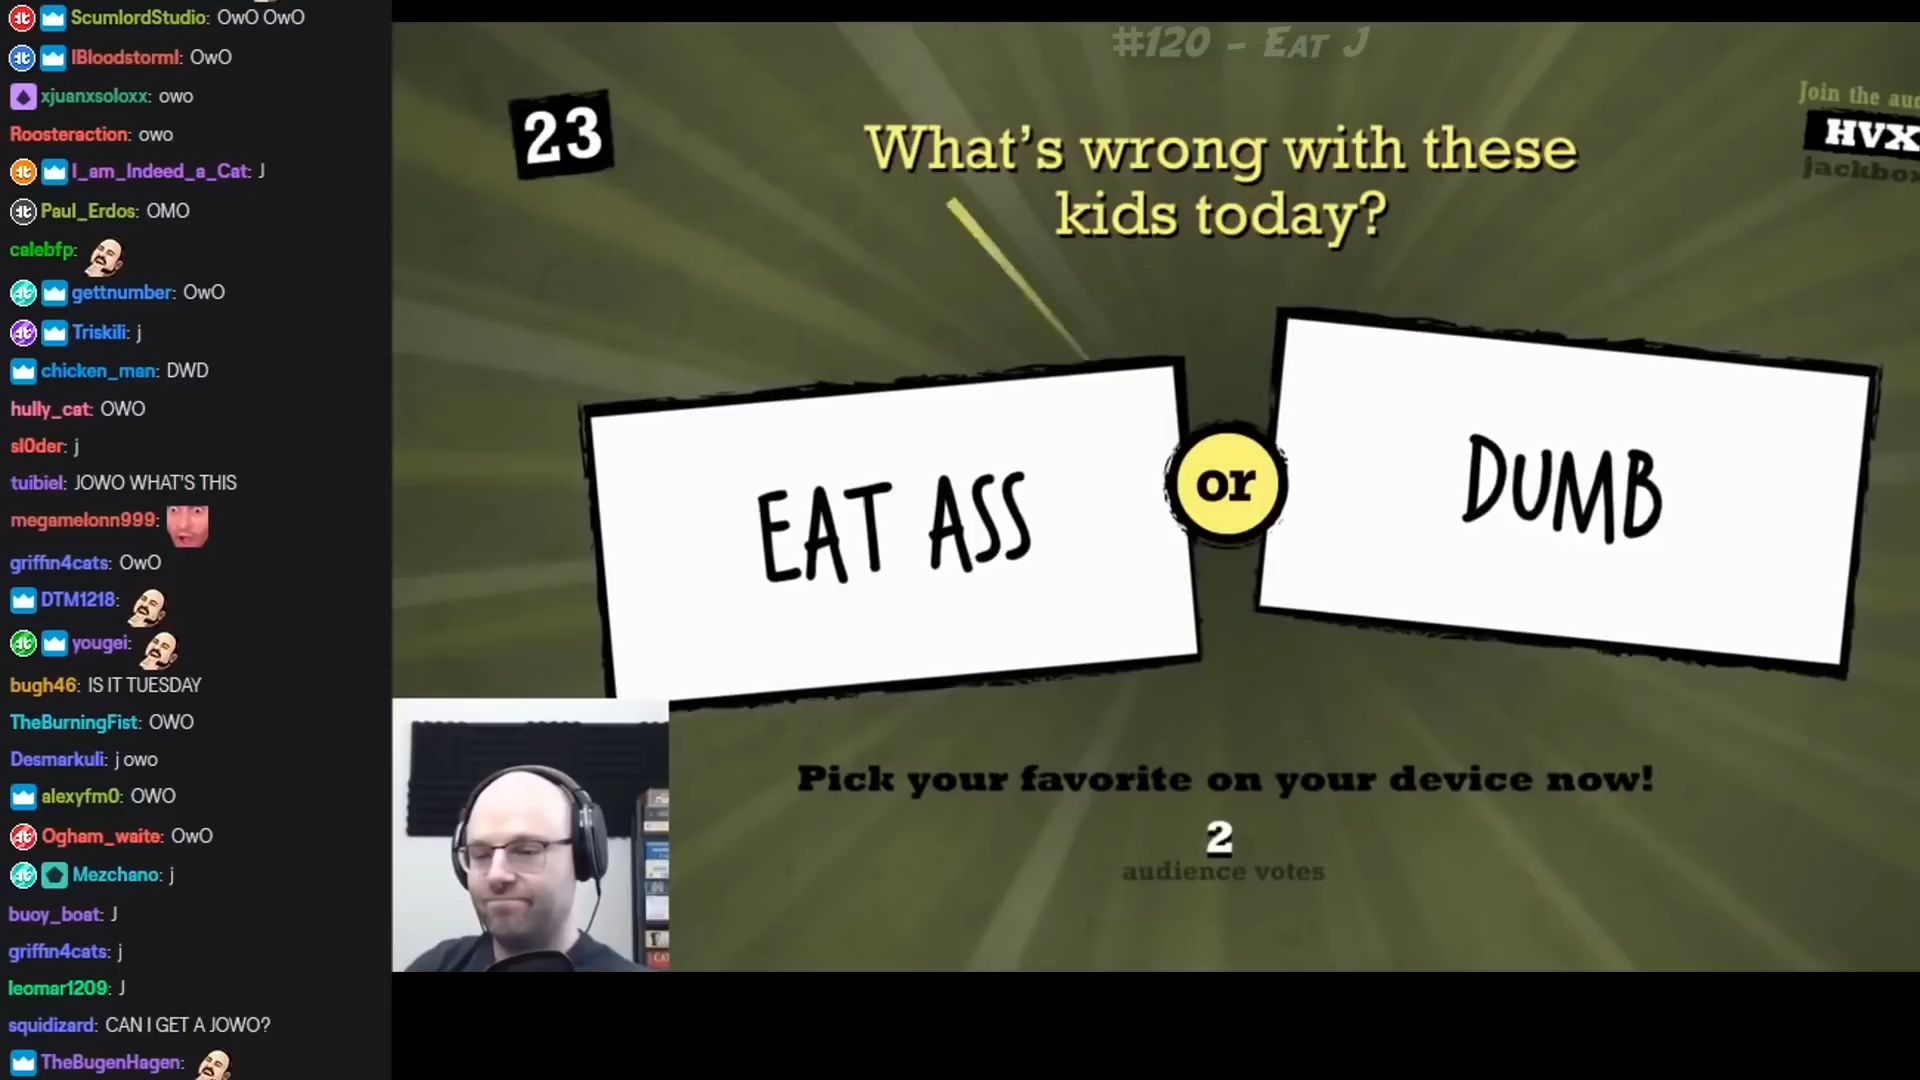 ScumlordStudio: OwO OwO
IBloodstormI: OwO
xjuanxsoloxx: owo
Roosteraction: owo
I_am_Indeed_a_Cat: J
Paul_Erdos: OMO
calebfp:
gettnumber: OwO
Triskili: j
chicken_man: DWD
hully_cat: OWO
sl0der: j
tuibiel: JOWO WHAT'S THIS
megamelonn999:
griffin4cats: OwO
DTM1218:
yougei:
bugh46: IS IT TUESDAY
TheBurningFist: OWO
Desmarkuli: j owo
alexyfm0: OWO
Ogham_waite: OwO
Mezchano: j
buoy_boat: J
griffin4cats: j
leomar1209: J
squidizard: CAN I GET A JOWO?
TheBugenHagen:
#120 - EAT J
23
What's wrong with these
kids today?
Join the aud
HVX
jackbox
EAT ASS
or
DUMB
Pick your favorite on your device now!
2
audience votes